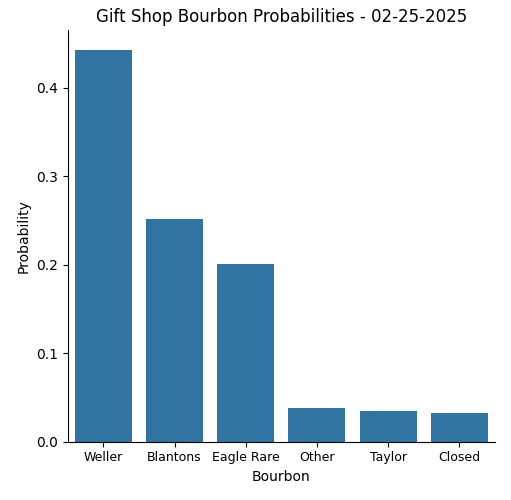 Gift Shop Bourbon Probabilities - 02-25-2025
Probability
0.4
0.3
0.2
0.1
0.0
Weller Blantons Eagle Rare Other Taylor Closed
Bourbon